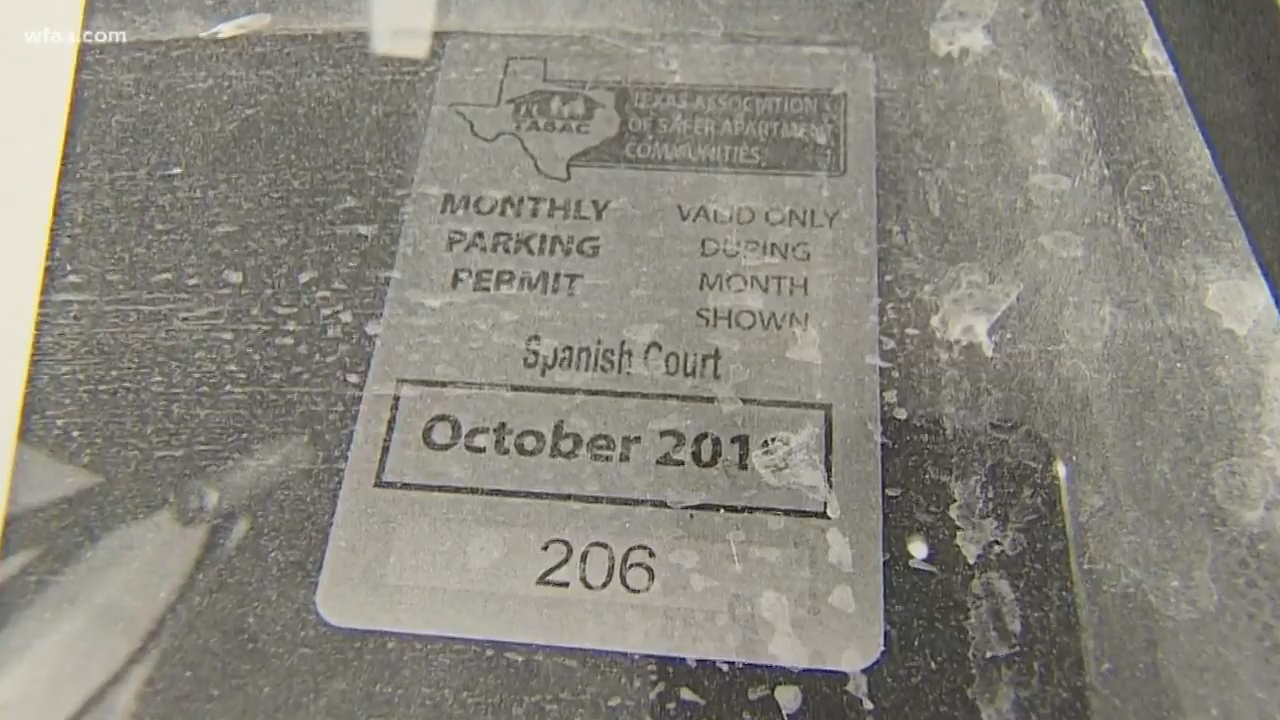 wfaa.com
TASAC
TEXAS ASSOCIATION
OF SAFER APARTMENT
COMMUNITIES
MONTHLY
PARKING
PERMIT
VALID ONLY
DURING
MONTH
SHOWN
Spanish Court
October
206